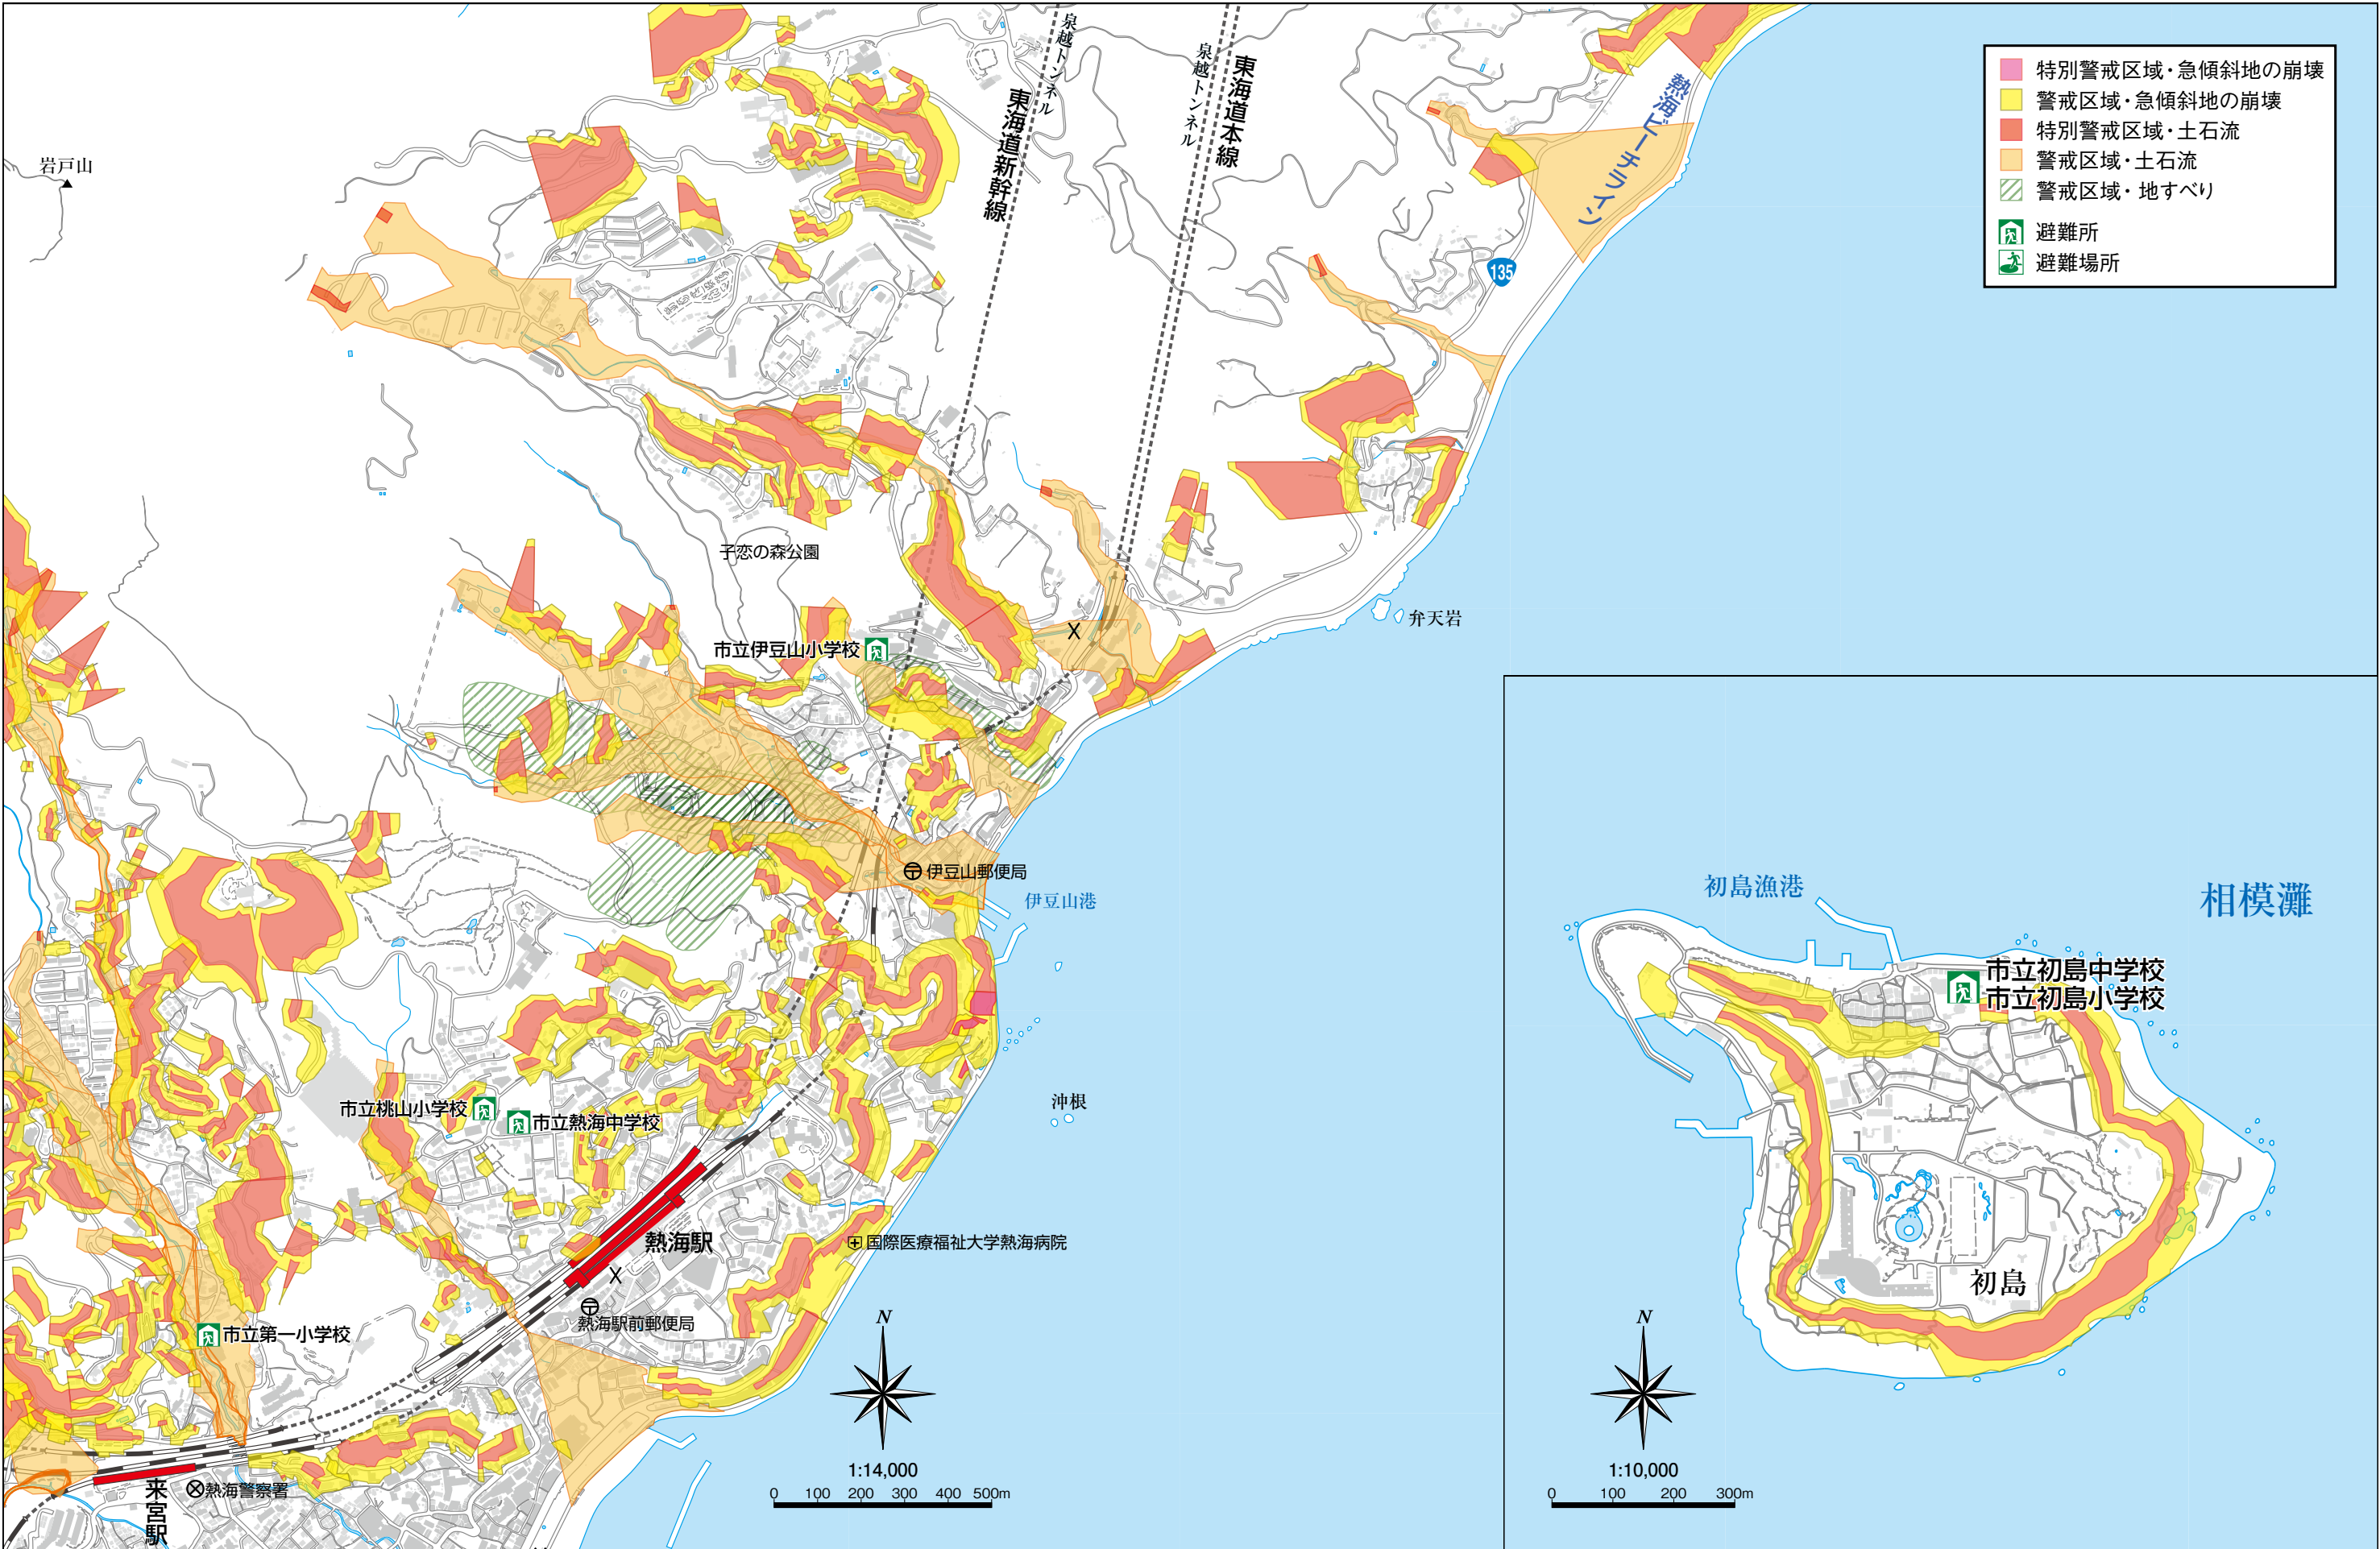 特別警戒区域・急傾斜地の崩壊
警戒区域・急傾斜地の崩壊
特別警戒区域・土石流
警戒区域・土石流
警戒区域・地すべり
避難所
避難場所
泉越トンネル
東海道新幹線
泉越トンネル
東海道本線
熱海ビーチライン
岩戸山
135
子恋の森公園
弁天岩
市立伊豆山小学校
伊豆山郵便局
伊豆山港
沖根
市立桃山小学校
市立熱海中学校
熱海駅
国際医療福祉大学熱海病院
熱海駅前郵便局
市立第一小学校
来宮駅
熱海警察署
N
1:14,000
0 100 200 300 400 500m
初島漁港
相模灘
市立初島中学校
市立初島小学校
初島
N
1:10,000
0 100 200 300m